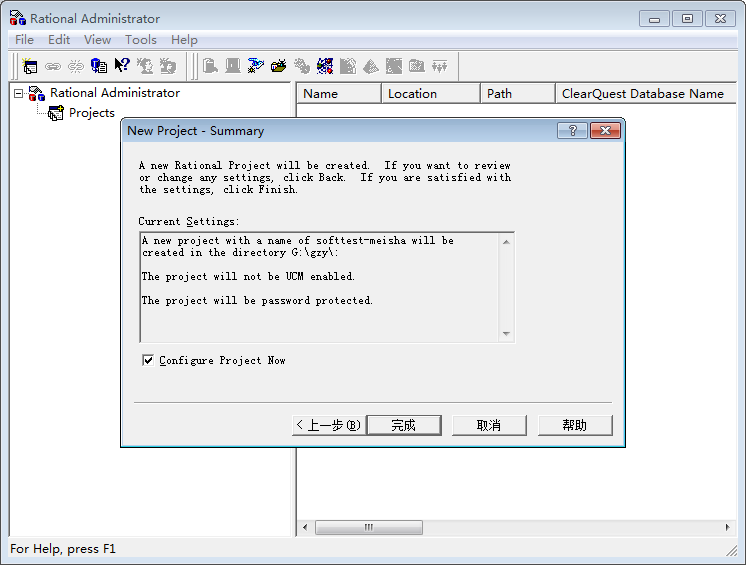 Rational Administrator
File Edit View Tools Help
Rational Administrator
Projects
Name Location Path ClearQuest Database Name
New Project - Summary
A new Rational Project will be created. If you want to review
or change any settings, click Back. If you are satisfied with
the settings, click Finish.
Current Settings:
A new project with a name of softtest-meisha will be
created in the directory G:\gzy\:
The project will not be UCM enabled.
The project will be password protected.
Configure Project Now
< 上一步(B) 完成 取消 帮助
For Help, press F1